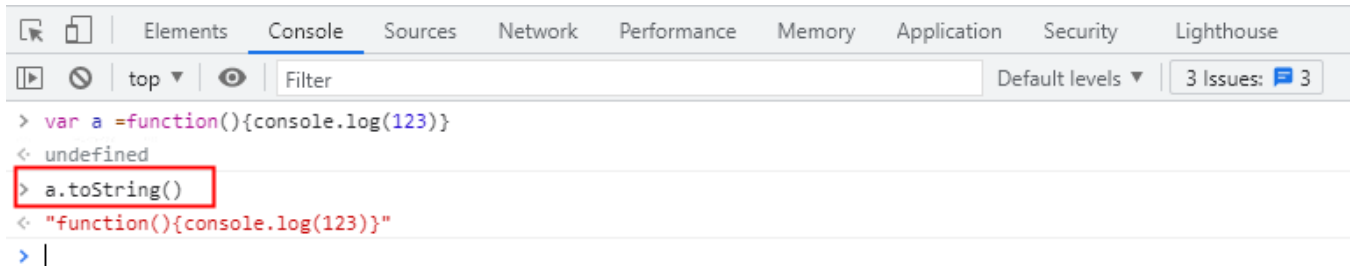 Elements Console Sources Network Performance Memory Application Security Lighthouse
top ▼ Filter Default levels ▼ 3 Issues: 3
> var a =function(){console.log(123)}
< undefined
> a.toString()
< "function(){console.log(123)}"
>